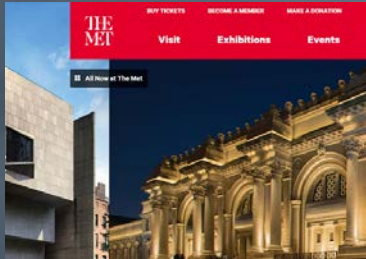 THE
MET
BUY TICKETS BECOME A MEMBER MAKE A DONATION
Visit Exhibitions Events
All Now at The Met